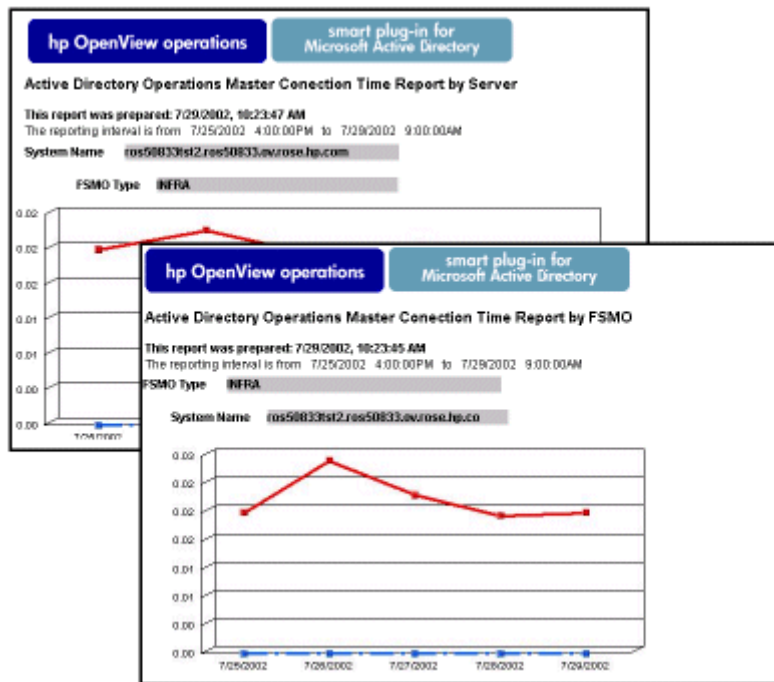 hp OpenView operations
smart plug-in for
Microsoft Active Directory
Active Directory Operations Master Conection Time Report by Server
This report was prepared: 7/29/2002, 10:23:47 AM
The reporting interval is from 7/25/2002 4:00:00PM to 7/29/2002 9:00:00AM
System Name ros50833tst2.ros50833.ov.rose.hp.com
FSMO Type INFRA
0.02
0.02
0.02
0.01
0.01
0.00
0.00
7/25/2002
hp OpenView operations
smart plug-in for
Microsoft Active Directory
Active Directory Operations Master Conection Time Report by FSMO
This report was prepared: 7/29/2002, 10:23:45 AM
The reporting interval is from 7/25/2002 4:00:00PM to 7/29/2002 9:00:00AM
FSMO Type INFRA
System Name ros50833tst2.ros50833.ov.rose.hp.co
0.03
0.02
0.02
0.01
0.01
0.00
0.00
7/25/2002 7/26/2002 7/27/2002 7/28/2002 7/29/2002